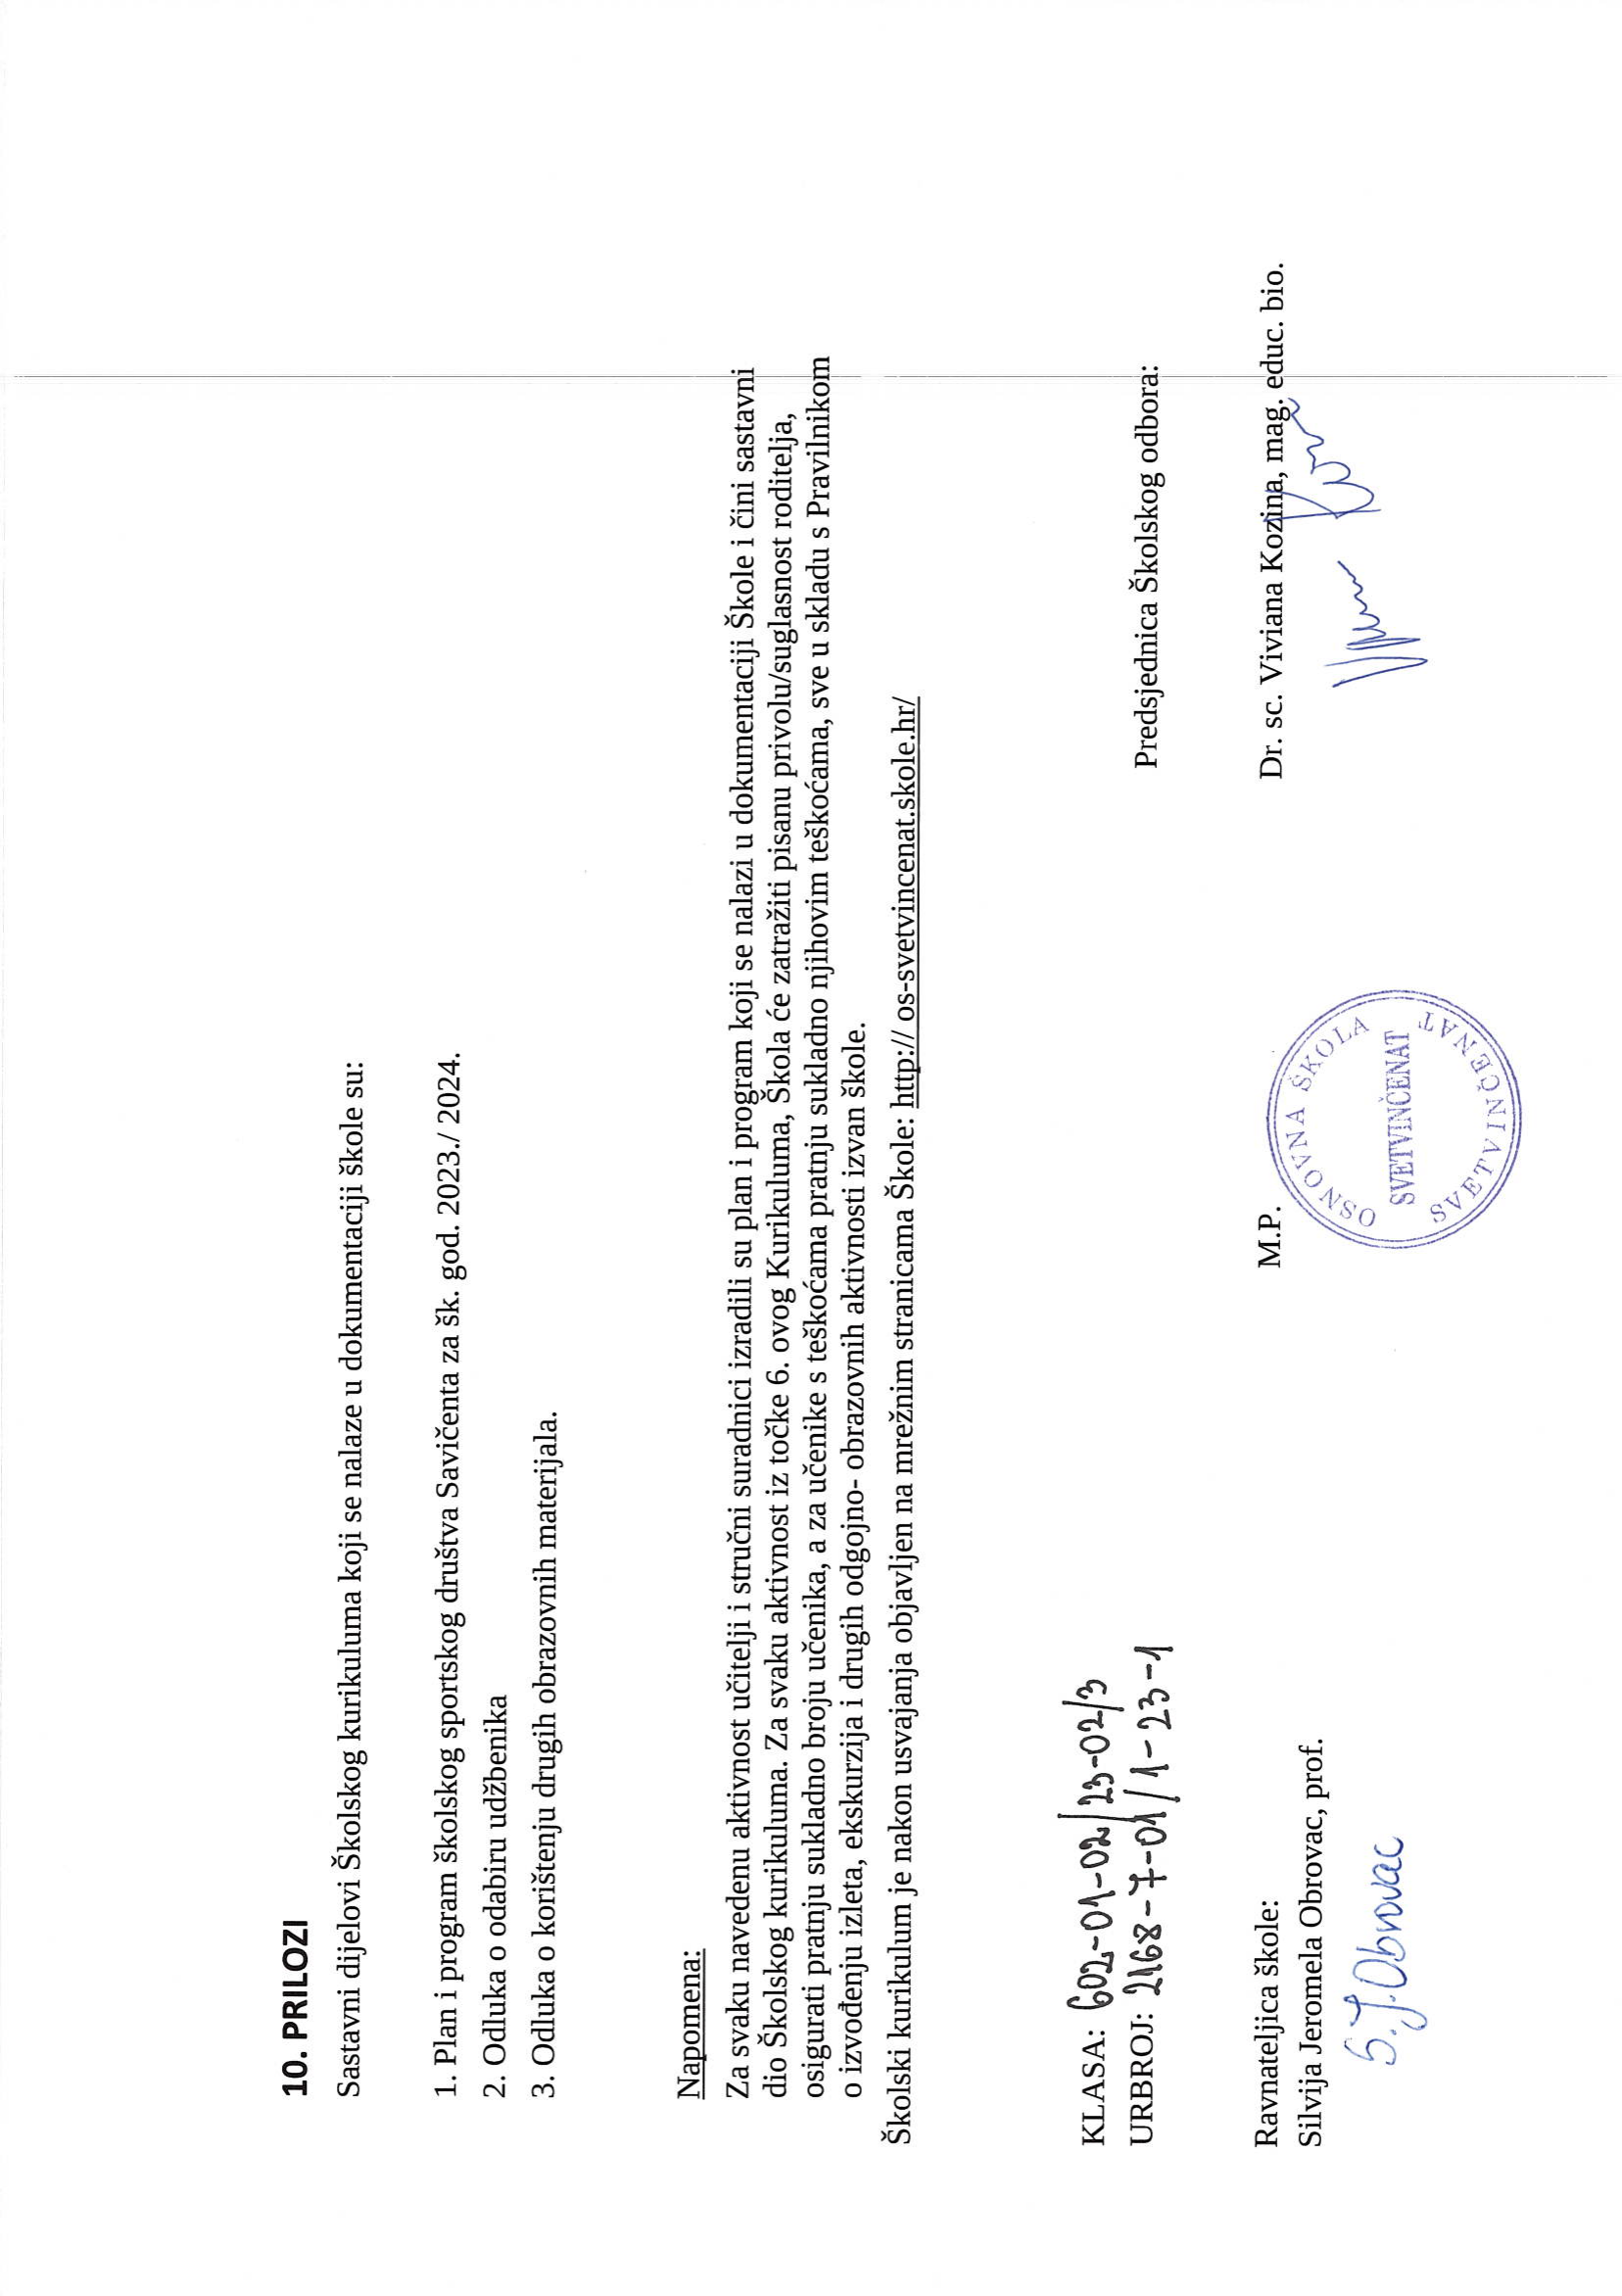 10. PRILOZI
Sastavni dijelovi Školskog kurikuluma koji se nalaze u dokumentaciji škole su:
1. Plan i program školskog sportskog društva Savičenta za šk. god. 2023./ 2024.
2. Odluka o odabiru udžbenika
3. Odluka o korištenju drugih obrazovnih materijala.
Napomena:
Za svaku navedenu aktivnost učitelji i stručni suradnici izradili su plan i program koji se nalazi u dokumentaciji Škole i čini sastavni
dio Školskog kurikuluma. Za svaku aktivnost iz točke 6. ovog Kurikuluma, Škola će zatražiti pisanu privolu/suglasnost roditelja,
osigurati pratnju sukladno broju učenika, a za učenike s teškoćama pratnju sukladno njihovim teškoćama, sve u skladu s Pravilnikom
o izvođenju izleta, ekskurzija i drugih odgojno- obrazovnih aktivnosti izvan škole.
Školski kurikulum je nakon usvajanja objavljen na mrežnim stranicama Škole: http:// os-svetvincenat.skole.hr/
KLASA: 602-01-02/23-02/3
URBROJ: 2168-7-01/1-23-1
Predsjednica Školskog odbora:
Ravnateljica škole:
M.P.
Dr. sc. Viviana Kozina, mag. educ. bio.
Silvija Jeromela Obrovac, prof.
S.J.Obrovac
OSNOVNA ŠKOLA
SVETVINČENAT
SVETVINČENAT